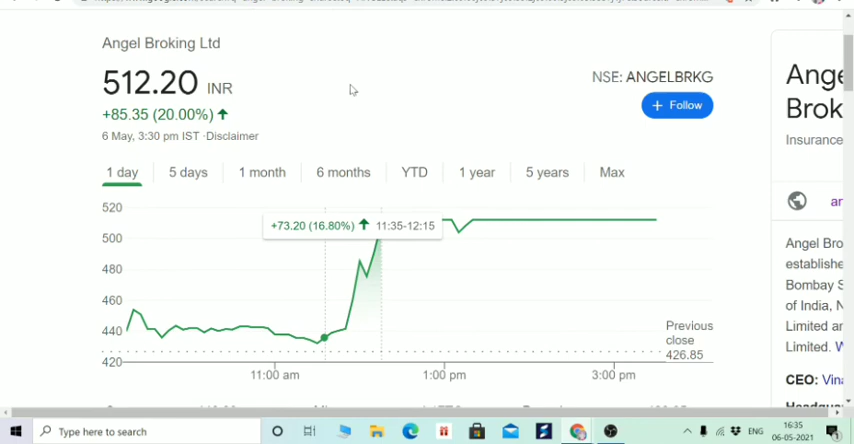 Angel Broking Ltd
512.20 INR
+85.35 (20.00%)
6 May, 3:30 pm IST ·Disclaimer
NSE: ANGELBRKG
+ Follow
1 day
5 days
1 month
6 months
YTD
1 year
5 years
Max
520
500
480
460
440
420
+73.20 (16.80%) 11:35-12:15
Previous
close
426.85
11:00 am
1:00 pm
3:00 pm
Ange
Brok
Insurance
ar
Angel Bro
establishe
Bombay S
of India, N
Limited ar
Limited. W
CEO: Vina
Type here to search
ENG
16:35
06-05-2021